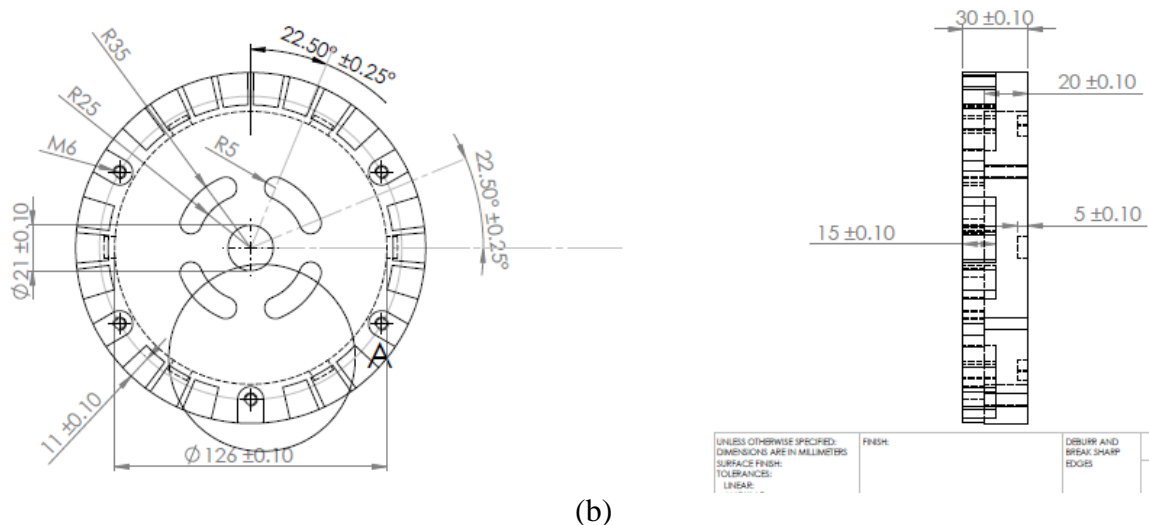 22.50° ±0.25°
R35
R25
R5
M6
22.50° ±0.25°
Ø 21 ±0.10
A
11 ±0.10
Ø 126 ±0.10
30 ±0.10
20 ±0.10
5 ±0.10
15 ±0.10
UNLESS OTHERWISE SPECIFIED:
DIMENSIONS ARE IN MILLIMETERS
SURFACE FINISH:
TOLERANCES:
LINEAR:
FINISH:
DEBURR AND
BREAK SHARP
EDGES
(b)